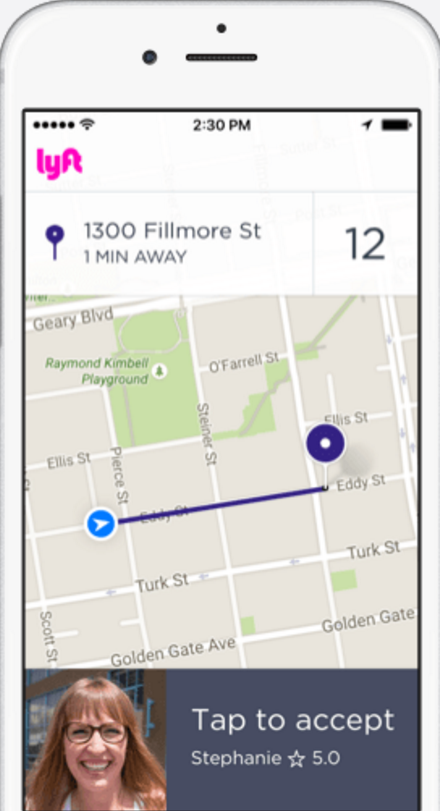 2:30 PM
lyft
1300 Fillmore St
1 MIN AWAY
12
Geary Blvd
Raymond Kimbell
Playground
O'Farrell St
Steiner St
Ellis St
Ellis St
Pierce St
Eddy St
Eddy St
Turk St
Turk St
Scott St
Golden Gate
Golden Gate Ave
Tap to accept
Stephanie ☆ 5.0